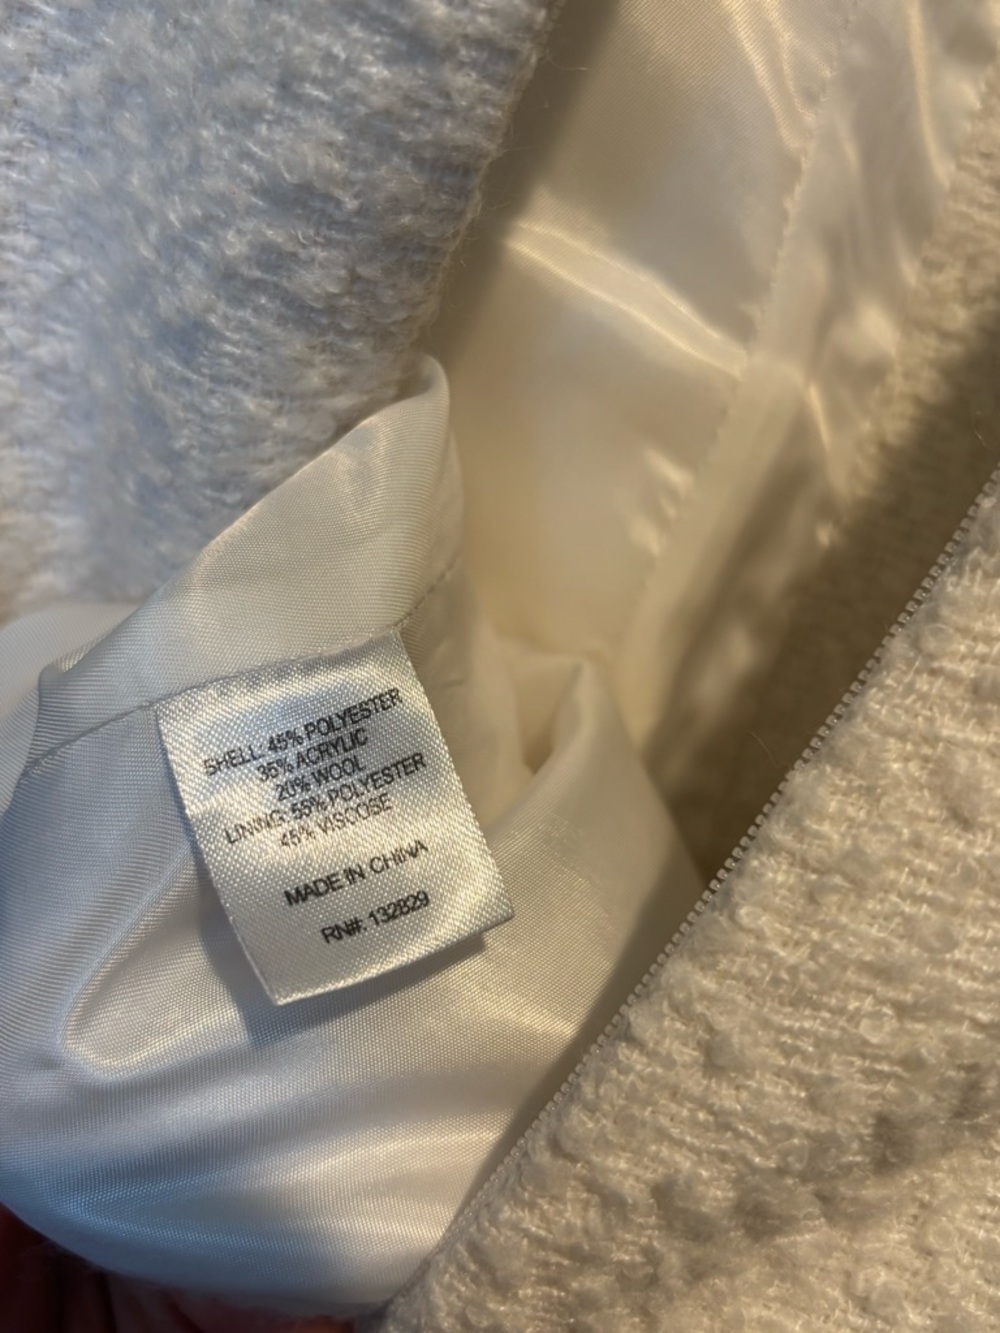 SHELL: 45% POLYESTER
35% ACRYLIC
20% WOOL
LINING: 55% POLYESTER
45% VISCOSE
MADE IN CHINA
RN#: 132829